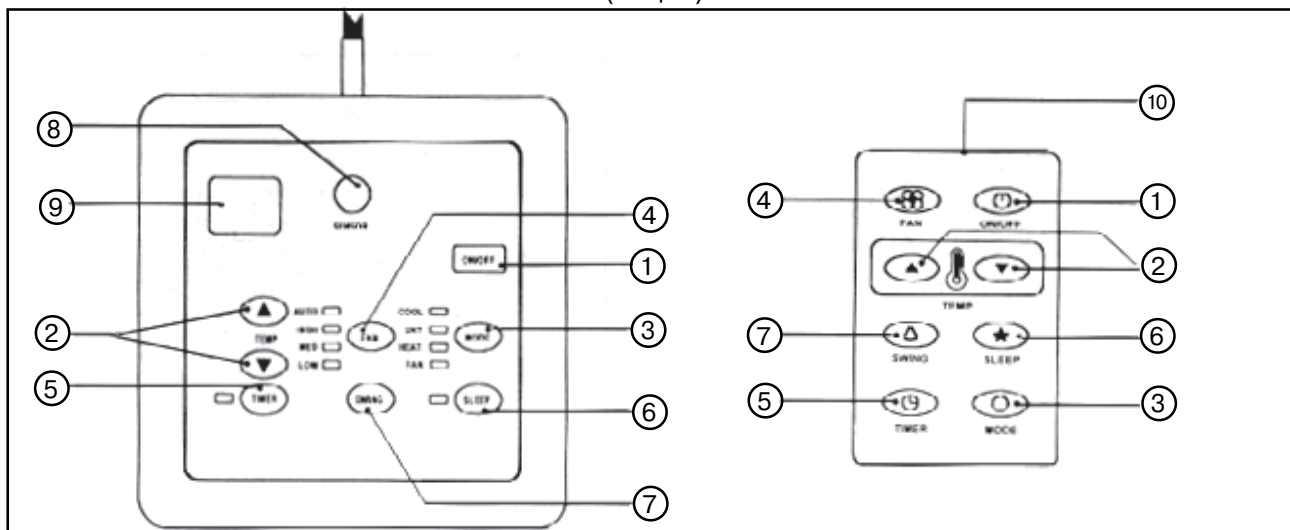 ⑧
⑨
④
SENSOR
ON/OFF
①
②
TEMP
AUTO
HIGH
MED
LOW
FAN
COOL
DRY
HEAT
FAN
MODE
③
⑤
TIMER
SWING
SLEEP
⑥
⑦
⑩
④
①
FAN
ON/OFF
②
TEMP
⑦
⑥
SWING
SLEEP
⑤
③
TIMER
MODE